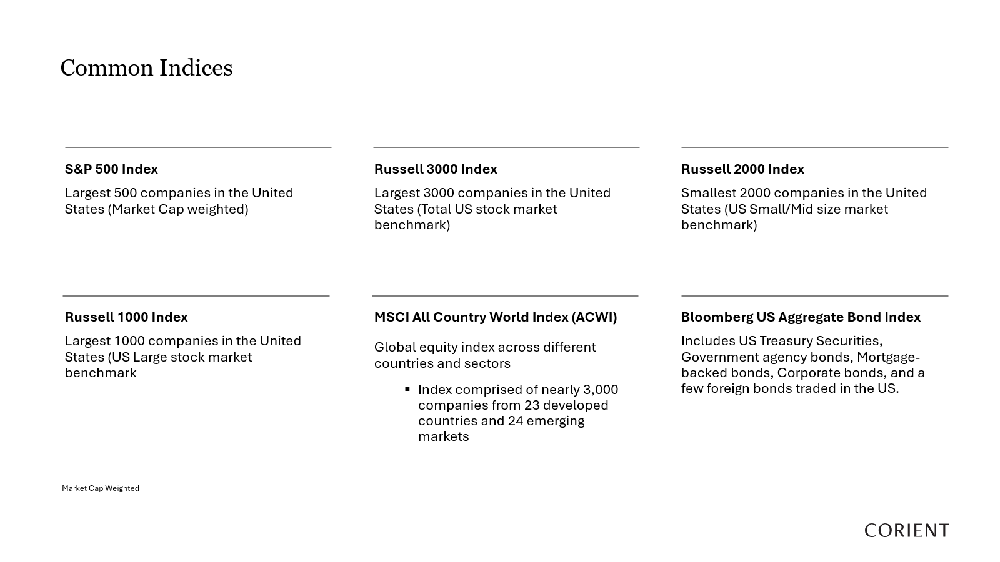 Common Indices
S&P 500 Index
Largest 500 companies in the United
States (Market Cap weighted)
Russell 3000 Index
Largest 3000 companies in the United
States (Total US stock market
benchmark)
Russell 2000 Index
Smallest 2000 companies in the United
States (US Small/Mid size market
benchmark)
Russell 1000 Index
Largest 1000 companies in the United
States (US Large stock market
benchmark
MSCI All Country World Index (ACWI)
Global equity index across different
countries and sectors
▪ Index comprised of nearly 3,000
companies from 23 developed
countries and 24 emerging
markets
Bloomberg US Aggregate Bond Index
Includes US Treasury Securities,
Government agency bonds, Mortgage-
backed bonds, Corporate bonds, and a
few foreign bonds traded in the US.
Market Cap Weighted
CORIENT